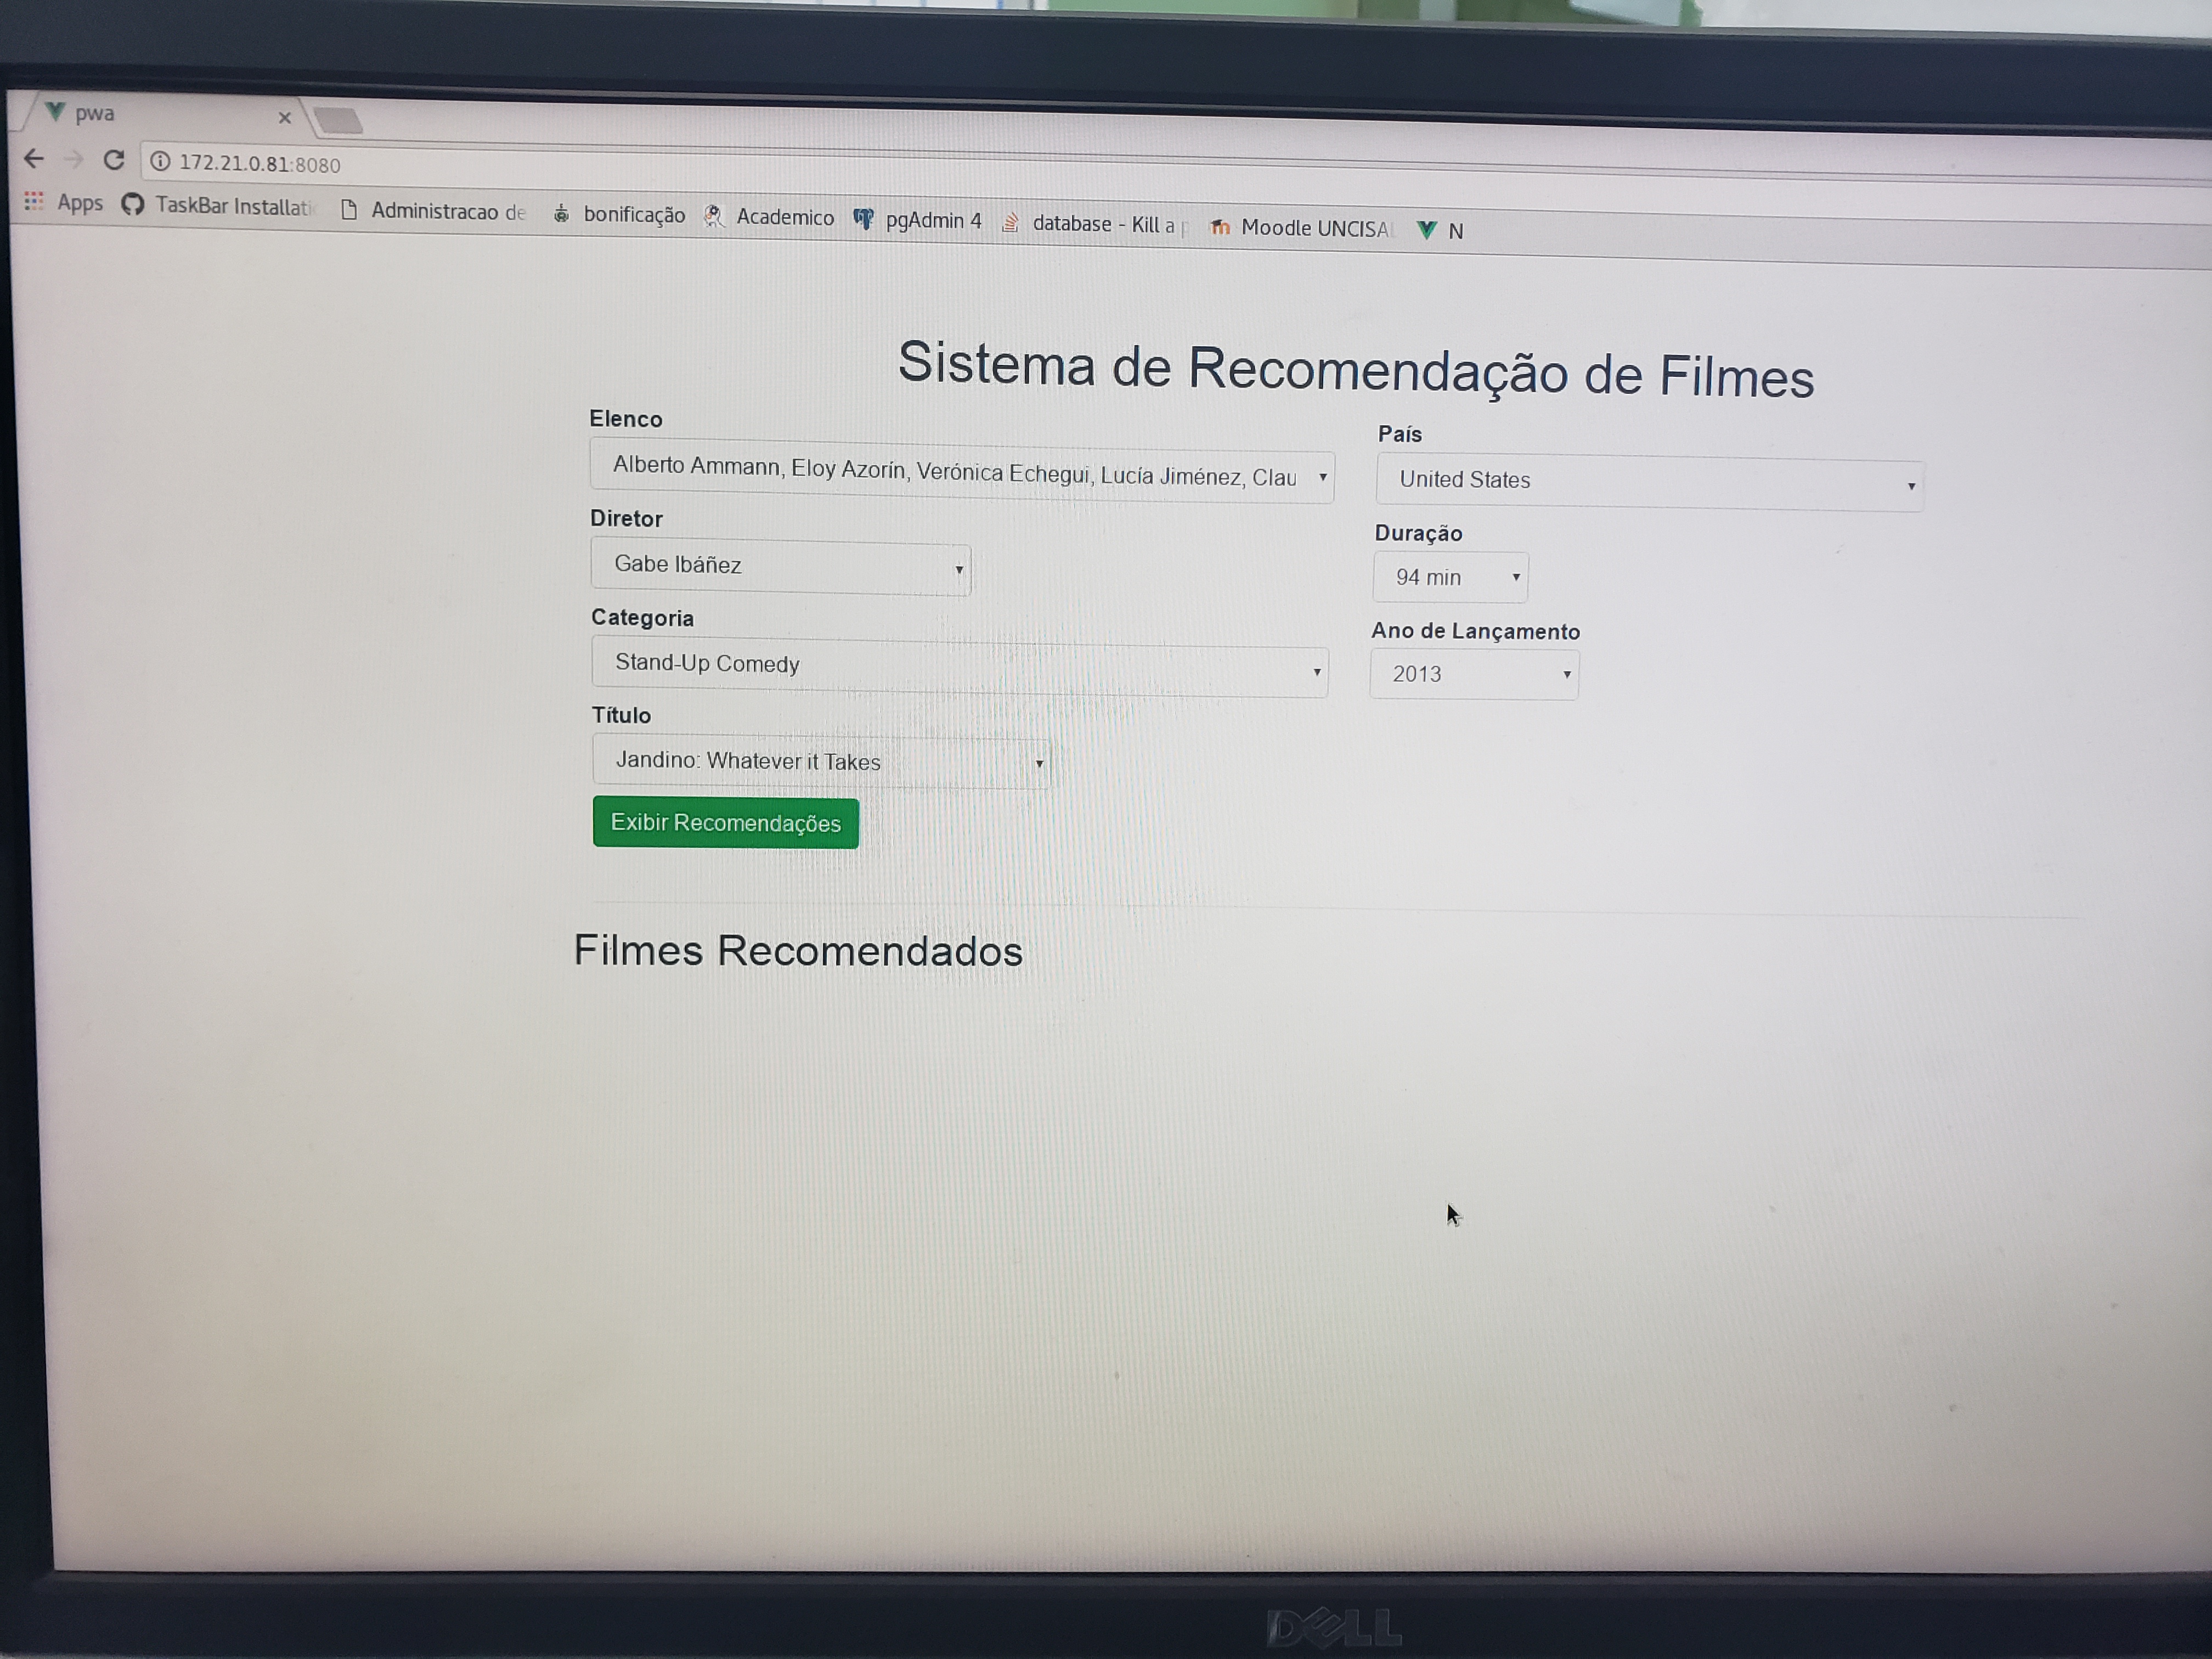 pwa
172.21.0.81:8080
Apps TaskBar Installati Administracao de bonificação Academico pgAdmin 4 database - Kill a p Moodle UNCISAL N
Sistema de Recomendação de Filmes
Elenco
Alberto Ammann, Eloy Azorín, Verónica Echegui, Lucía Jiménez, Clau
País
United States
Diretor
Gabe Ibáñez
Duração
94 min
Categoria
Stand-Up Comedy
Ano de Lançamento
2013
Título
Jandino: Whatever it Takes
Exibir Recomendações
Filmes Recomendados
DELL